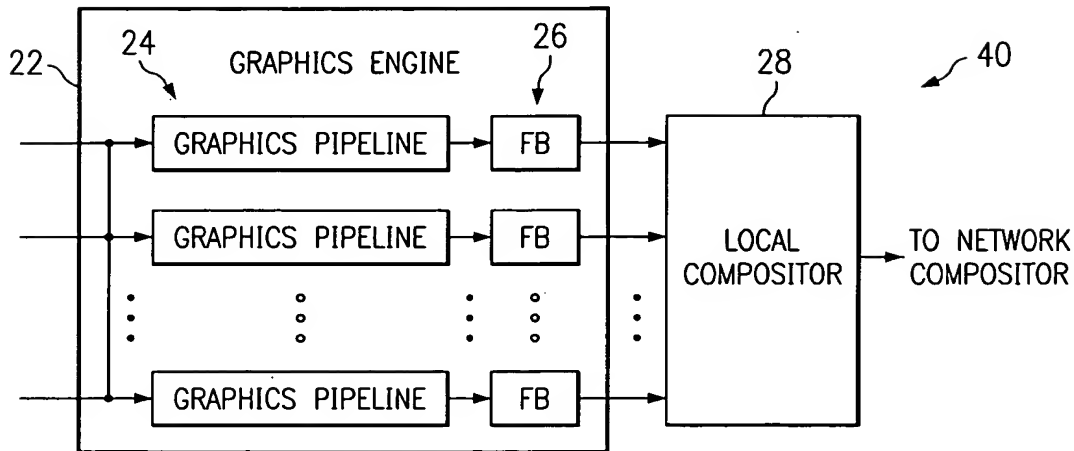 22
24
GRAPHICS ENGINE
26
28
40
GRAPHICS PIPELINE
FB
GRAPHICS PIPELINE
FB
LOCAL
COMPOSITOR
TO NETWORK
COMPOSITOR
GRAPHICS PIPELINE
FB